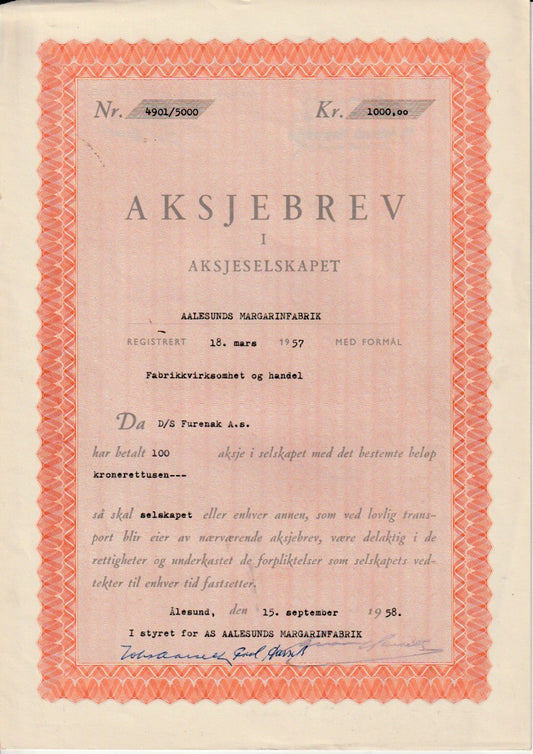 Nr. 4901/5000 Kr. 1000,oo
AKSJEBREV
I
AKSJESELSKAPET
AALESUNDS MARGARINFABRIK
REGISTRERT 18. mars 1957 MED FORMÅL
Fabrikkvirksomhet og handel
Da D/S Furenak A.s.
har betalt 100 aksje i selskapet med det bestemte beløp
kronerettusen---
så skal selskapet eller enhver annen, som ved lovlig trans-
port blir eier av nærværende aksjebrev, være delaktig i de
rettigheter og underkastet de forpliktelser som selskapets ved-
tekter til enhver tid fastsetter.
Ålesund, den 15. september 1958.
I styret for AS AALESUNDS MARGARINFABRIK